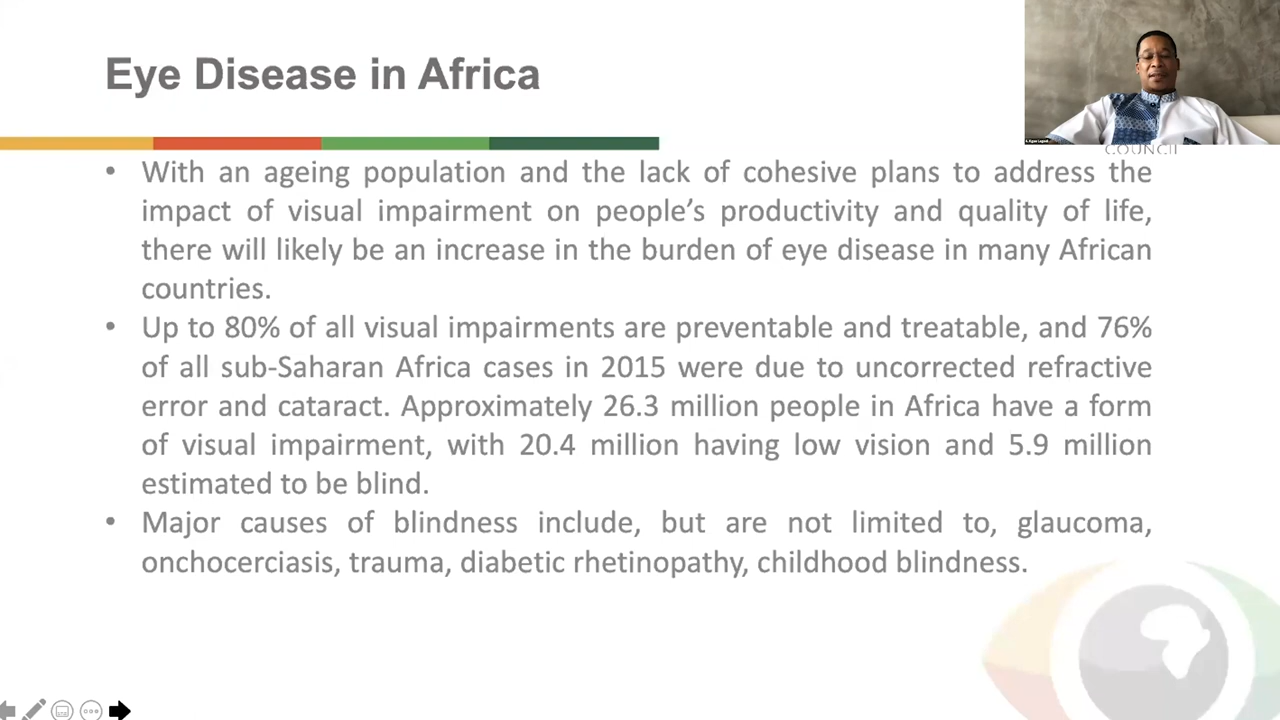 Eye Disease in Africa
COUNCIL
• With an ageing population and the lack of cohesive plans to address the
impact of visual impairment on people’s productivity and quality of life,
there will likely be an increase in the burden of eye disease in many African
countries.
• Up to 80% of all visual impairments are preventable and treatable, and 76%
of all sub-Saharan Africa cases in 2015 were due to uncorrected refractive
error and cataract. Approximately 26.3 million people in Africa have a form
of visual impairment, with 20.4 million having low vision and 5.9 million
estimated to be blind.
• Major causes of blindness include, but are not limited to, glaucoma,
onchocerciasis, trauma, diabetic rhetinopathy, childhood blindness.